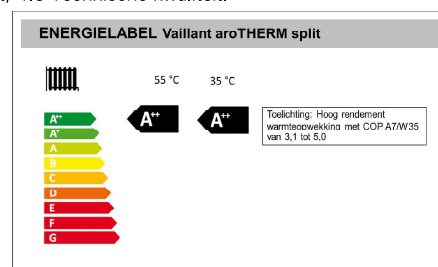 ENERGIELABEL Vaillant aroTHERM split
55 °C 35 °C
A++ A++
Toelichting: Hoog rendement
warmteopwekking met COP A7/W35
van 3,1 tot 5,0
A++
A+
A
B
C
D
E
F
G